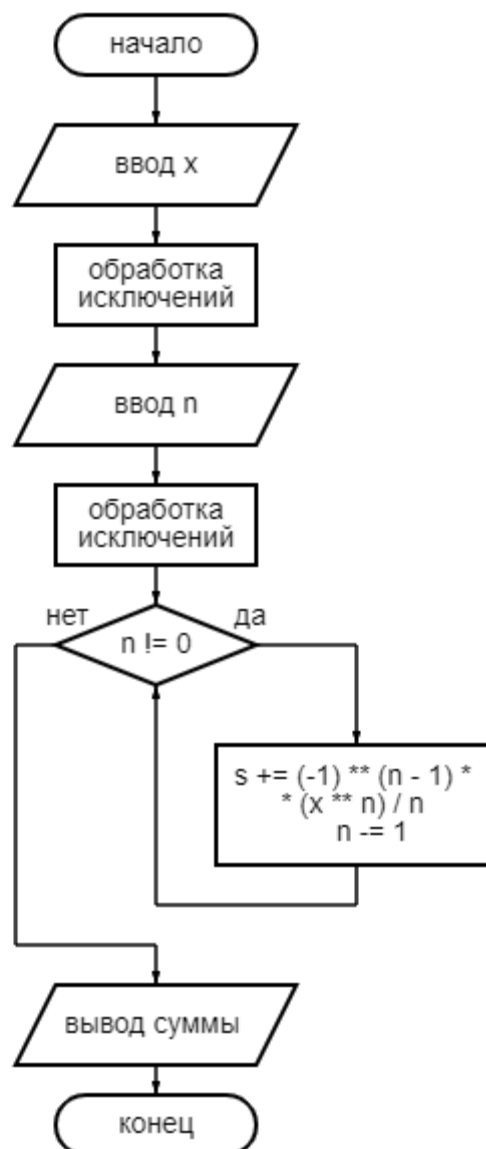 начало
ввод x
обработка
исключений
ввод n
обработка
исключений
нет
да
n != 0
s += (-1) ** (n - 1) *
* (x ** n) / n
n -= 1
вывод суммы
конец